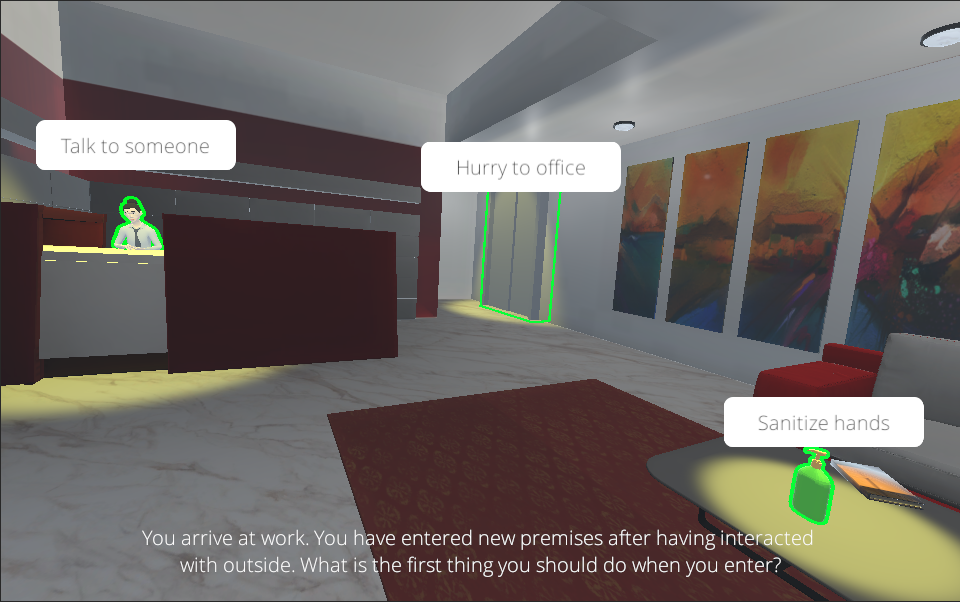 Talk to someone
Hurry to office
Sanitize hands
You arrive at work. You have entered new premises after having interacted
with outside. What is the first thing you should do when you enter?